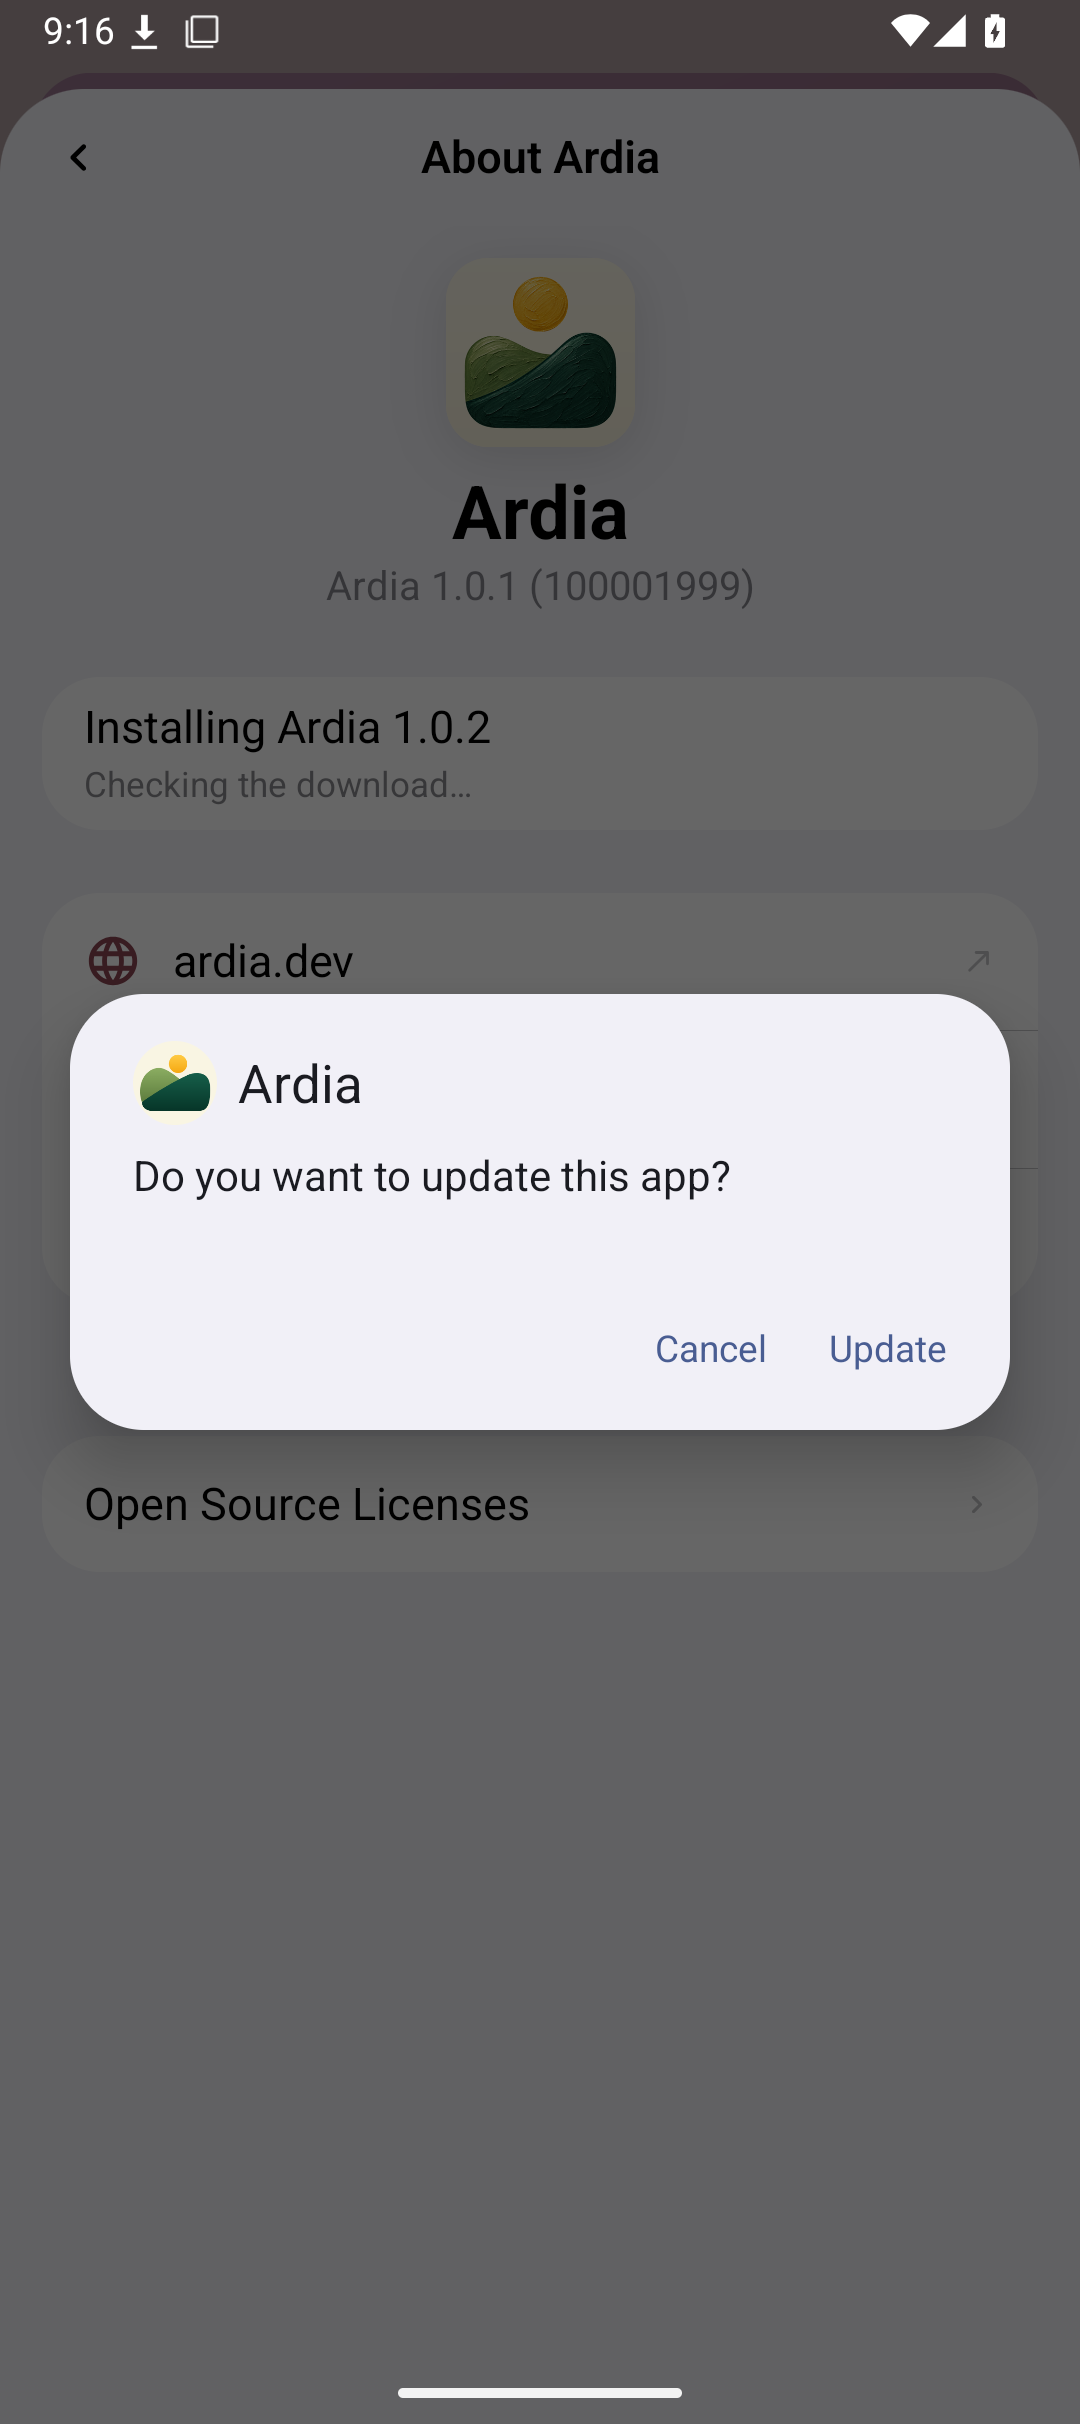 9:16
About Ardia
Ardia
Ardia 1.0.1 (100001999)
Installing Ardia 1.0.2
Checking the download...
ardia.dev
Ardia
Do you want to update this app?
Cancel Update
Open Source Licenses